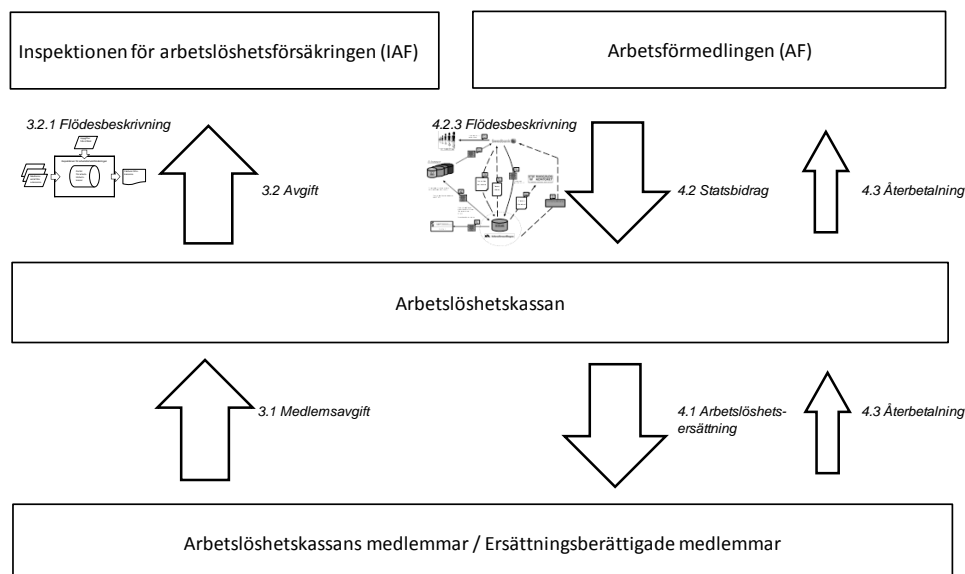 Inspektionen för arbetslöshetsförsäkringen (IAF)
Arbetsförmedlingen (AF)
3.2.1 Flödesbeskrivning
4.2.3 Flödesbeskrivning
3.2 Avgift
4.2 Statsbidrag
4.3 Återbetalning
Arbetslöshetskassan
3.1 Medlemsavgift
4.1 Arbetslöshets-
ersättning
4.3 Återbetalning
Arbetslöshetskassans medlemmar / Ersättningsberättigade medlemmar